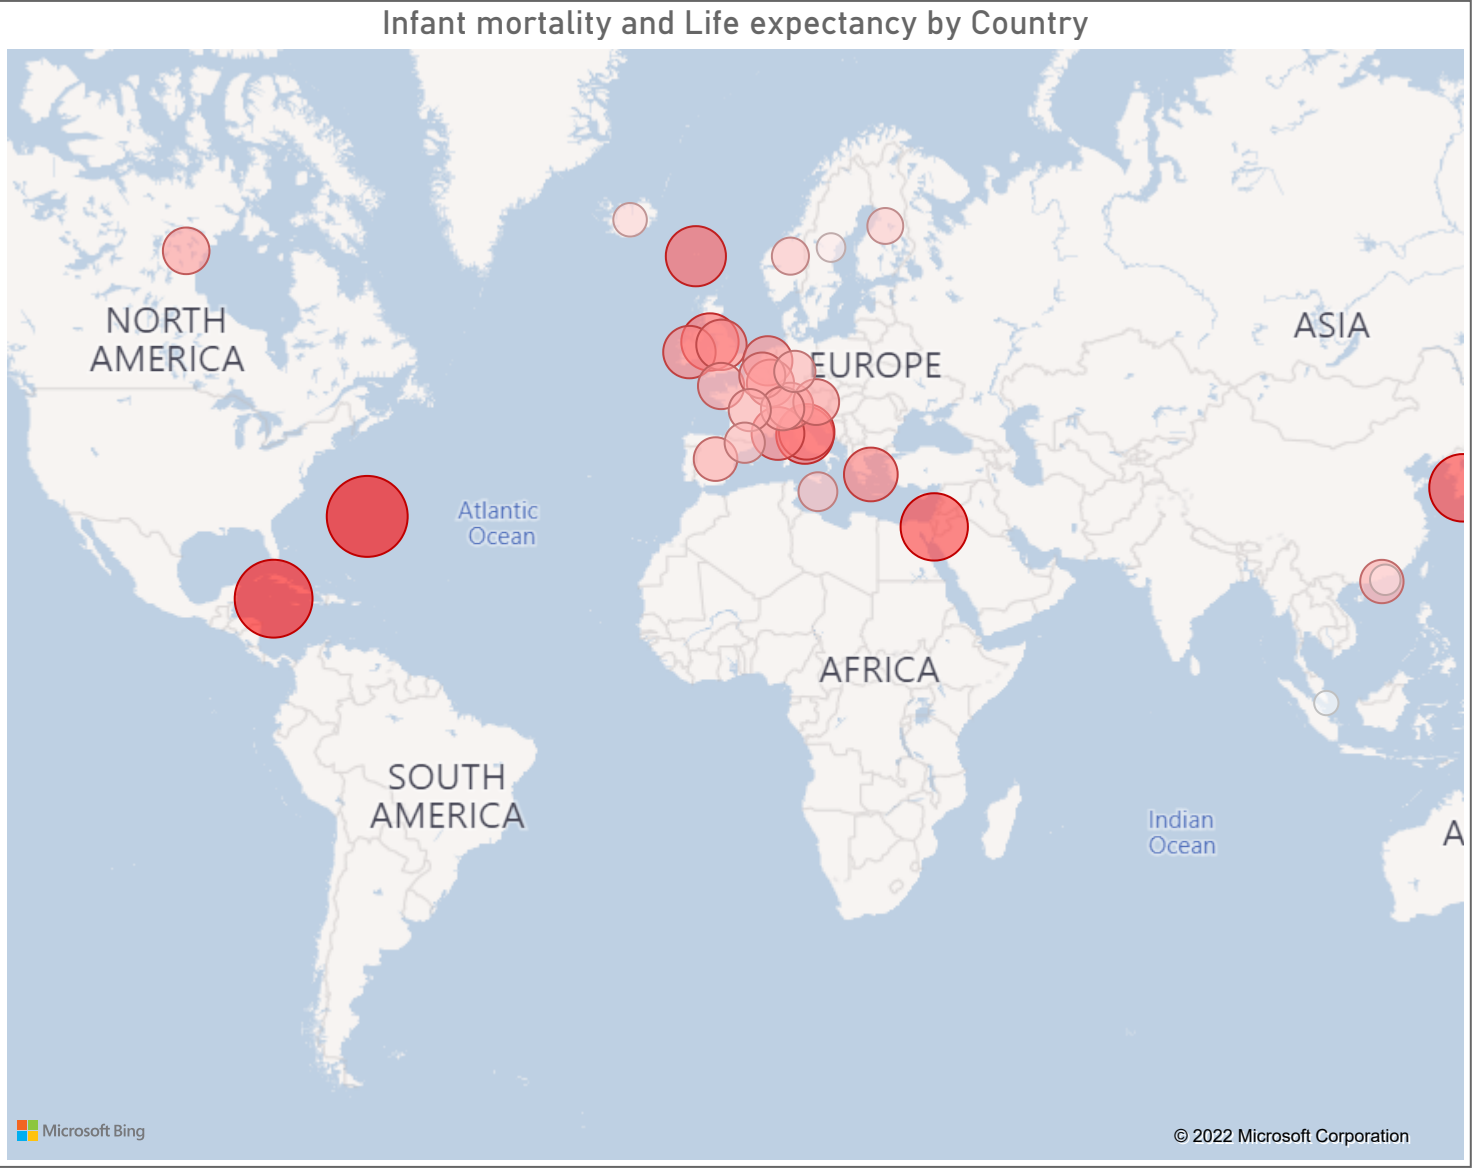 Infant mortality and Life expectancy by Country
NORTH
AMERICA
EUROPE
ASIA
Atlantic
Ocean
AFRICA
SOUTH
AMERICA
Indian
Ocean
A
Microsoft Bing
© 2022 Microsoft Corporation